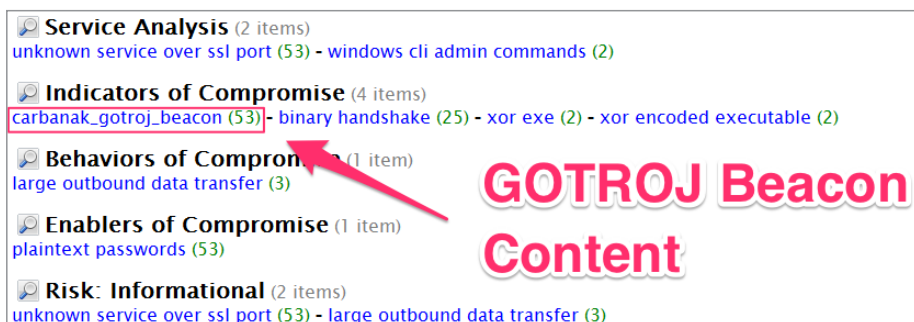 Service Analysis (2 items)
unknown service over ssl port (53) - windows cli admin commands (2)
Indicators of Compromise (4 items)
carbanak_gotroj_beacon (53) - binary handshake (25) - xor exe (2) - xor encoded executable (2)
Behaviors of Compromise (1 item)
large outbound data transfer (3)
GOTROJ Beacon
Content
Enablers of Compromise (1 item)
plaintext passwords (53)
Risk: Informational (2 items)
unknown service over ssl port (53) - large outbound data transfer (3)